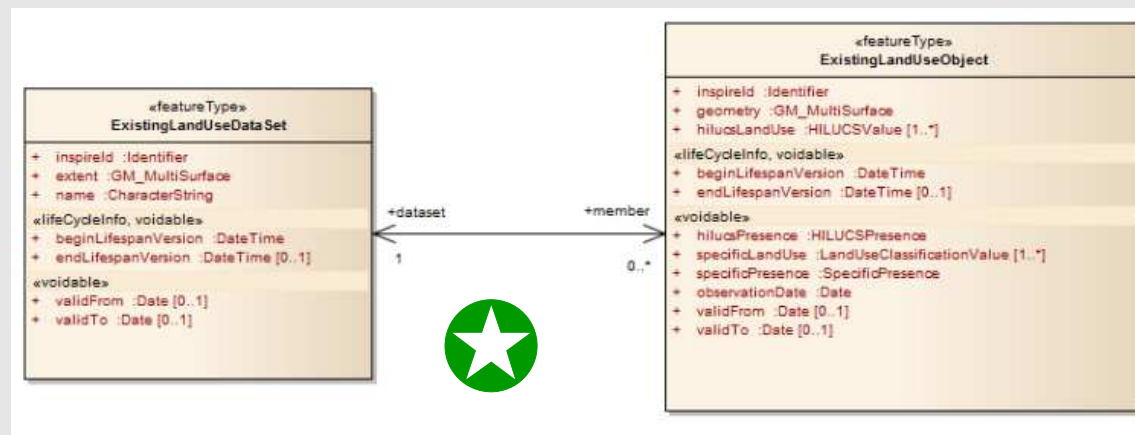 «featureType»
ExistingLandUseDataSet
+ inspireId :Identifier
+ extent :GM_MultiSurface
+ name :CharacterString
«lifeCycleInfo, voidable»
+ beginLifespanVersion :DateTime
+ endLifespanVersion :DateTime [0..1]
«voidable»
+ validFrom :Date [0..1]
+ validTo :Date [0..1]
+dataset
1
+member
0..*
«featureType»
ExistingLandUseObject
+ inspireId :Identifier
+ geometry :GM_MultiSurface
+ hilucsLandUse :HILUCSValue [1..*]
«lifeCycleInfo, voidable»
+ beginLifespanVersion :DateTime
+ endLifespanVersion :DateTime [0..1]
«voidable»
+ hilucsPresence :HILUCSPresence
+ specificLandUse :LandUseClassificationValue [1..*]
+ specificPresence :SpecificPresence
+ observationDate :Date
+ validFrom :Date [0..1]
+ validTo :Date [0..1]